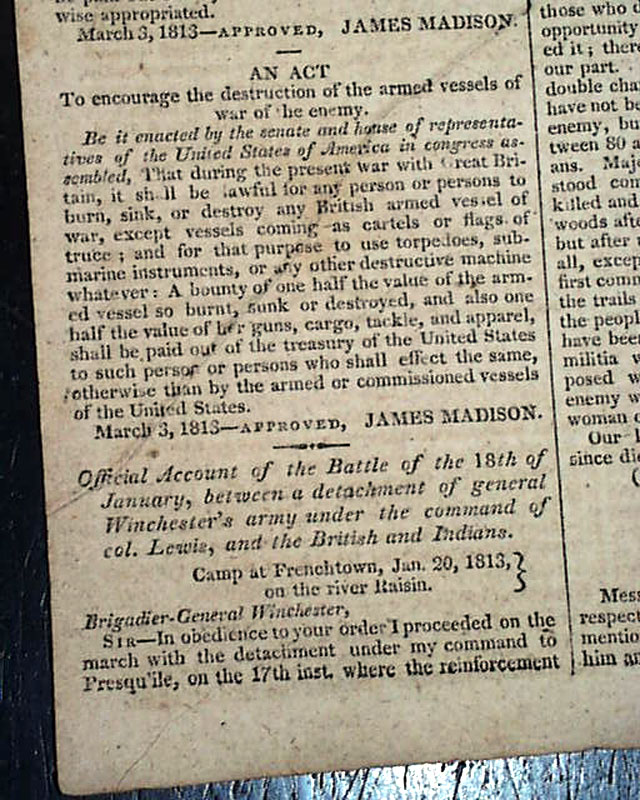 wise appropriated.
March 3, 1813—APPROVED, JAMES MADISON.
AN ACT
To encourage the destruction of the armed vessels of
war of the enemy.
Be it enacted by the senate and house of representa-
tives of the United States of America in congress as-
sembled, That during the present war with Great Bri-
tain, it shall be lawful for any person or persons to
burn, sink, or destroy any British armed vessel of
war, except vessels coming as cartels or flags of
truce; and for that purpose to use torpedoes, sub-
marine instruments, or any other destructive machine
whatever: A bounty of one half the value of the arm-
ed vessel so burnt, sunk or destroyed, and also one
half the value of her guns, cargo, tackle, and apparel,
shall be paid out of the treasury of the United States
to such person or persons who shall effect the same,
otherwise than by the armed or commissioned vessels
of the United States.
March 3, 1813—APPROVED, JAMES MADISON.
Official Account of the Battle of the 18th of
January, between a detachment of general
Winchester's army under the command of
col. Lewis, and the British and Indians.
Camp at Frenchtown, Jan. 20, 1813,
on the river Raisin.
Brigadier-General Winchester,
SIR—In obedience to your order I proceeded on the
march with the detachment under my command to
Presqu'ile, on the 17th inst. where the reinforcement
those who d
opportunity
ed it; ther
our part.
double cha
have not be
enemy, bu
tween 80 a
ans. Maj
stood con
killed and
woods afte
but after
all, excep
first comm
the trails
the peopl
have been
militia w
posed w
enemy w
woman o
Our l
since die
Mess
respect
mentio
him an